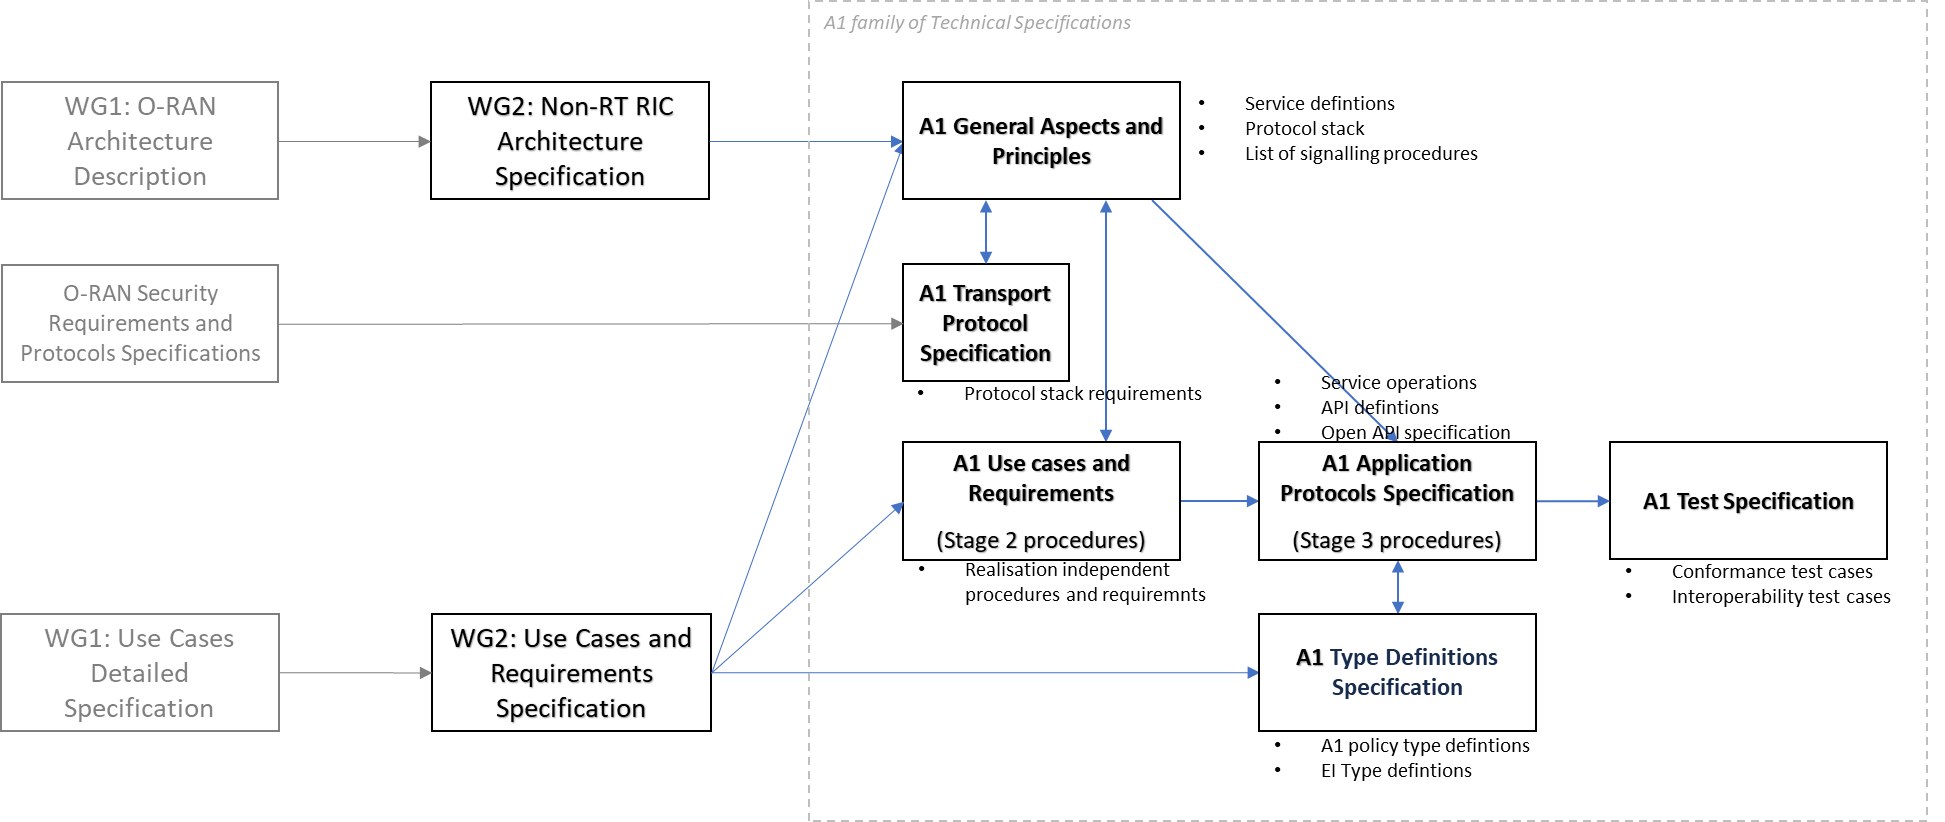 A1 family of Technical Specifications
WG1: O-RAN
Architecture
Description
WG2: Non-RT RIC
Architecture
Specification
A1 General Aspects and
Principles
• Service defintions
• Protocol stack
• List of signalling procedures
O-RAN Security
Requirements and
Protocols Specifications
A1 Transport
Protocol
Specification
• Protocol stack requirements
• Service operations
• API defintions
• Open API specification
A1 Use cases and
Requirements
(Stage 2 procedures)
• Realisation independent
procedures and requiremnts
A1 Application
Protocols Specification
(Stage 3 procedures)
A1 Test Specification
• Conformance test cases
• Interoperability test cases
WG1: Use Cases
Detailed
Specification
WG2: Use Cases and
Requirements
Specification
A1 Type Definitions
Specification
• A1 policy type defintions
• EI Type defintions